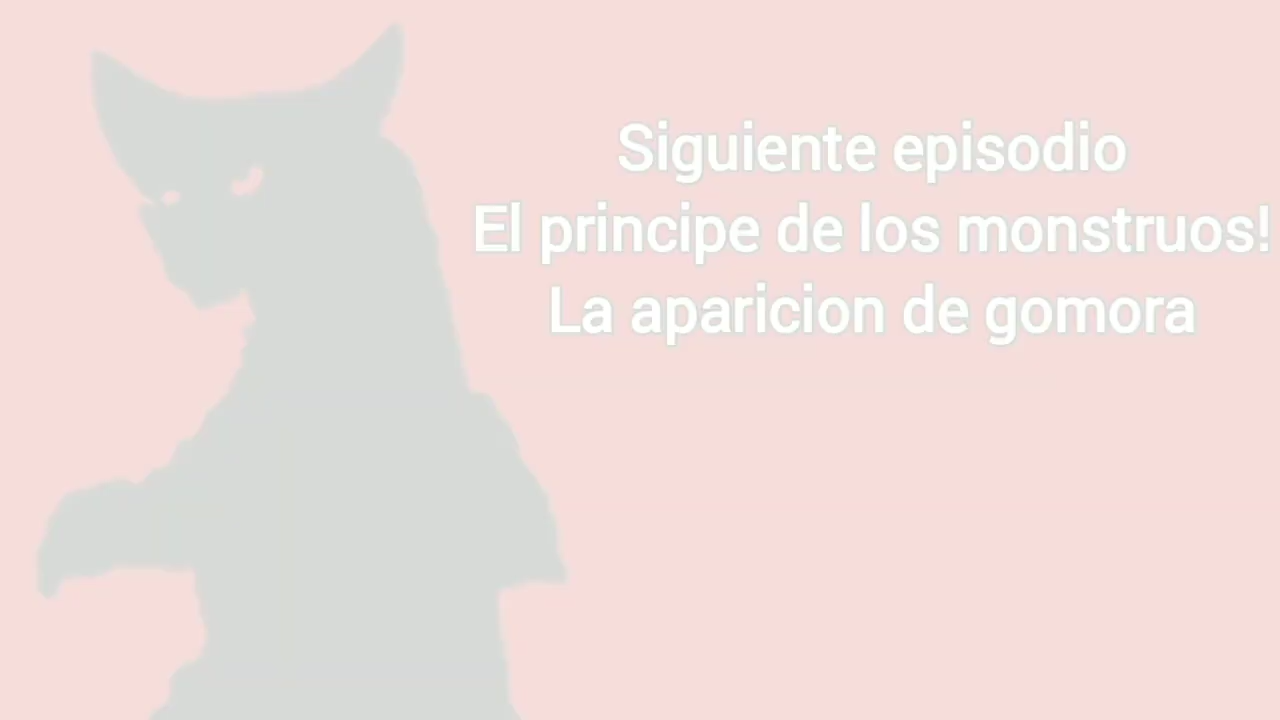 Siguiente episodio
El principe de los monstruos!
La aparicion de gomora